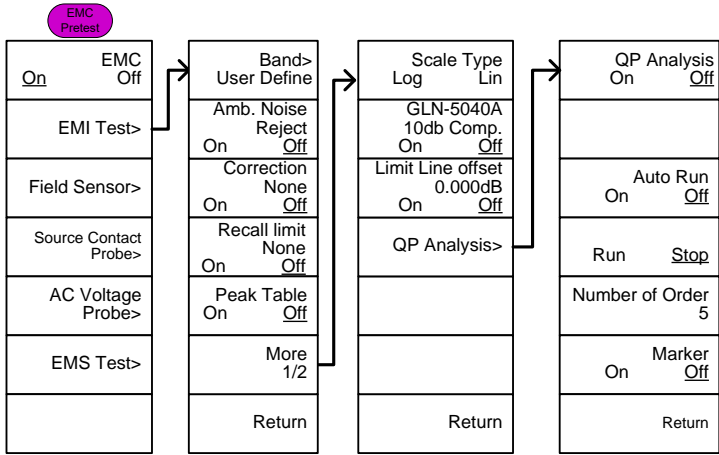 EMC
Pretest
EMC
On Off
EMI Test>
Field Sensor>
Source Contact
Probe>
AC Voltage
Probe>
EMS Test>
Band>
User Define
Amb. Noise
Reject
On Off
Correction
None
On Off
Recall limit
None
On Off
Peak Table
On Off
More
1/2
Return
Scale Type
Log Lin
GLN-5040A
10db Comp.
On Off
Limit Line offset
0.000dB
On Off
QP Analysis>
Return
QP Analysis
On Off
Auto Run
On Off
Run Stop
Number of Order
5
Marker
On Off
Return